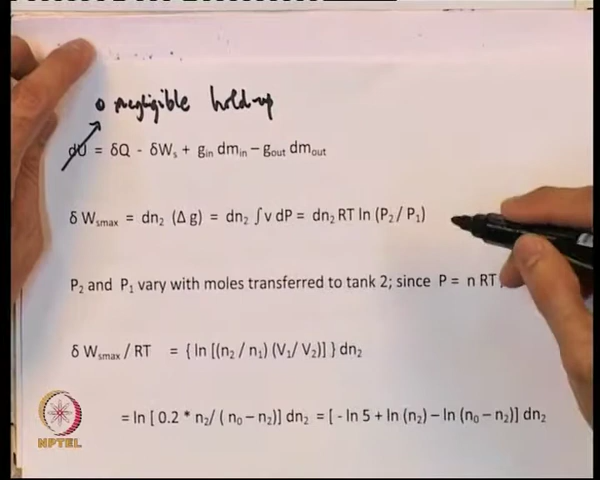 0 negligible hold-up
dU = δQ - δWₛ + gᵢₙ dmᵢₙ – gₒᵤₜ dmₒᵤₜ
δ Wsmax = dn₂ (Δ g) = dn₂ ∫v dP = dn₂ RT ln (P₂ / P₁)
P₂ and P₁ vary with moles transferred to tank 2; since P = n RT
δ Wsmax / RT = { ln [(n₂ / n₁) (V₁/ V₂)] } dn₂
= ln [ 0.2 * n₂/ ( n₀ – n₂)] dn₂ = [ - ln 5 + ln (n₂) – ln (n₀ – n₂)] dn₂
NPTEL